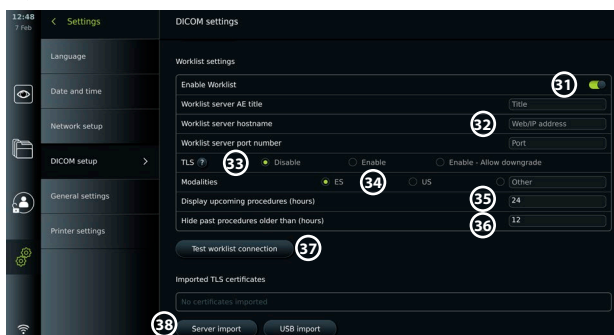 12:48
7 Feb
< Settings
DICOM settings
Language
Date and time
Network setup
DICOM setup >
General settings
Printer settings
Worklist settings
Enable Worklist 31
Worklist server AE title Title
Worklist server hostname 32 Web/IP address
Worklist server port number Port
TLS ? 33 Disable Enable Enable - Allow downgrade
Modalities ES 34 US Other
Display upcoming procedures (hours) 35 24
Hide past procedures older than (hours) 36 12
Test worklist connection 37
Imported TLS certificates
No certificates imported
38 Server import USB import